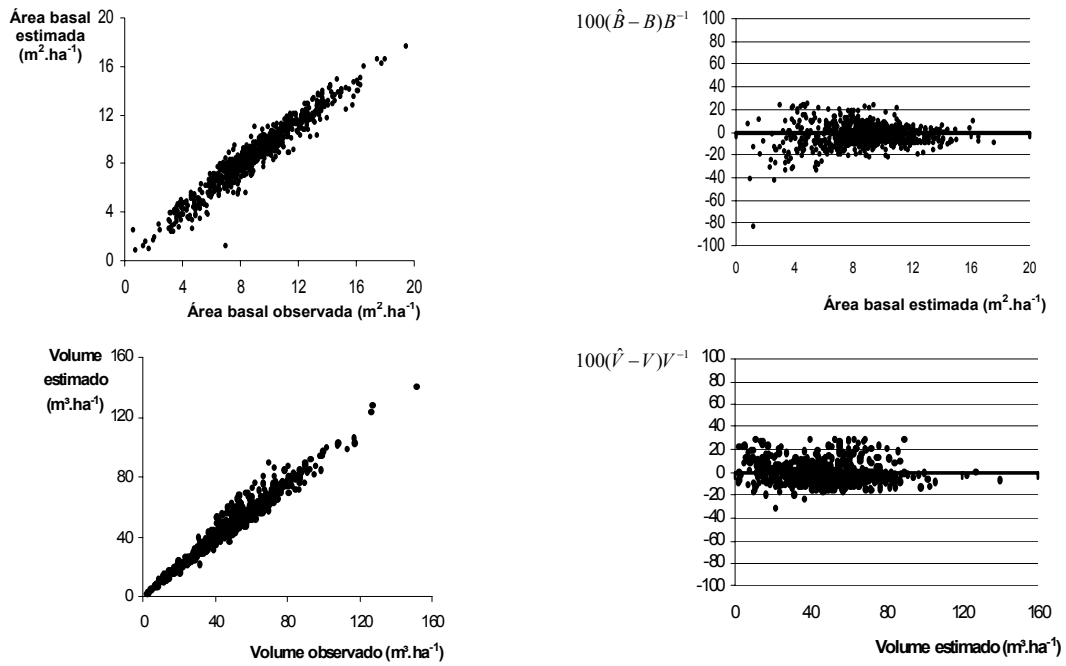 Área basal
estimada
(m².ha⁻¹)
20
16
12
8
4
0
0 4 8 12 16 20
Área basal observada (m².ha⁻¹)
100(B̂ – B)B⁻¹
100
80
60
40
20
0
-20
-40
-60
-80
-100
0 4 8 12 16 20
Área basal estimada (m².ha⁻¹)
Volume
estimado
(m³.ha⁻¹)
160
120
80
40
0
0 40 80 120 160
Volume observado (m³.ha⁻¹)
100(V̂ – V)V⁻¹
100
80
60
40
20
0
-20
-40
-60
-80
-100
0 40 80 120 160
Volume estimado (m³.ha⁻¹)